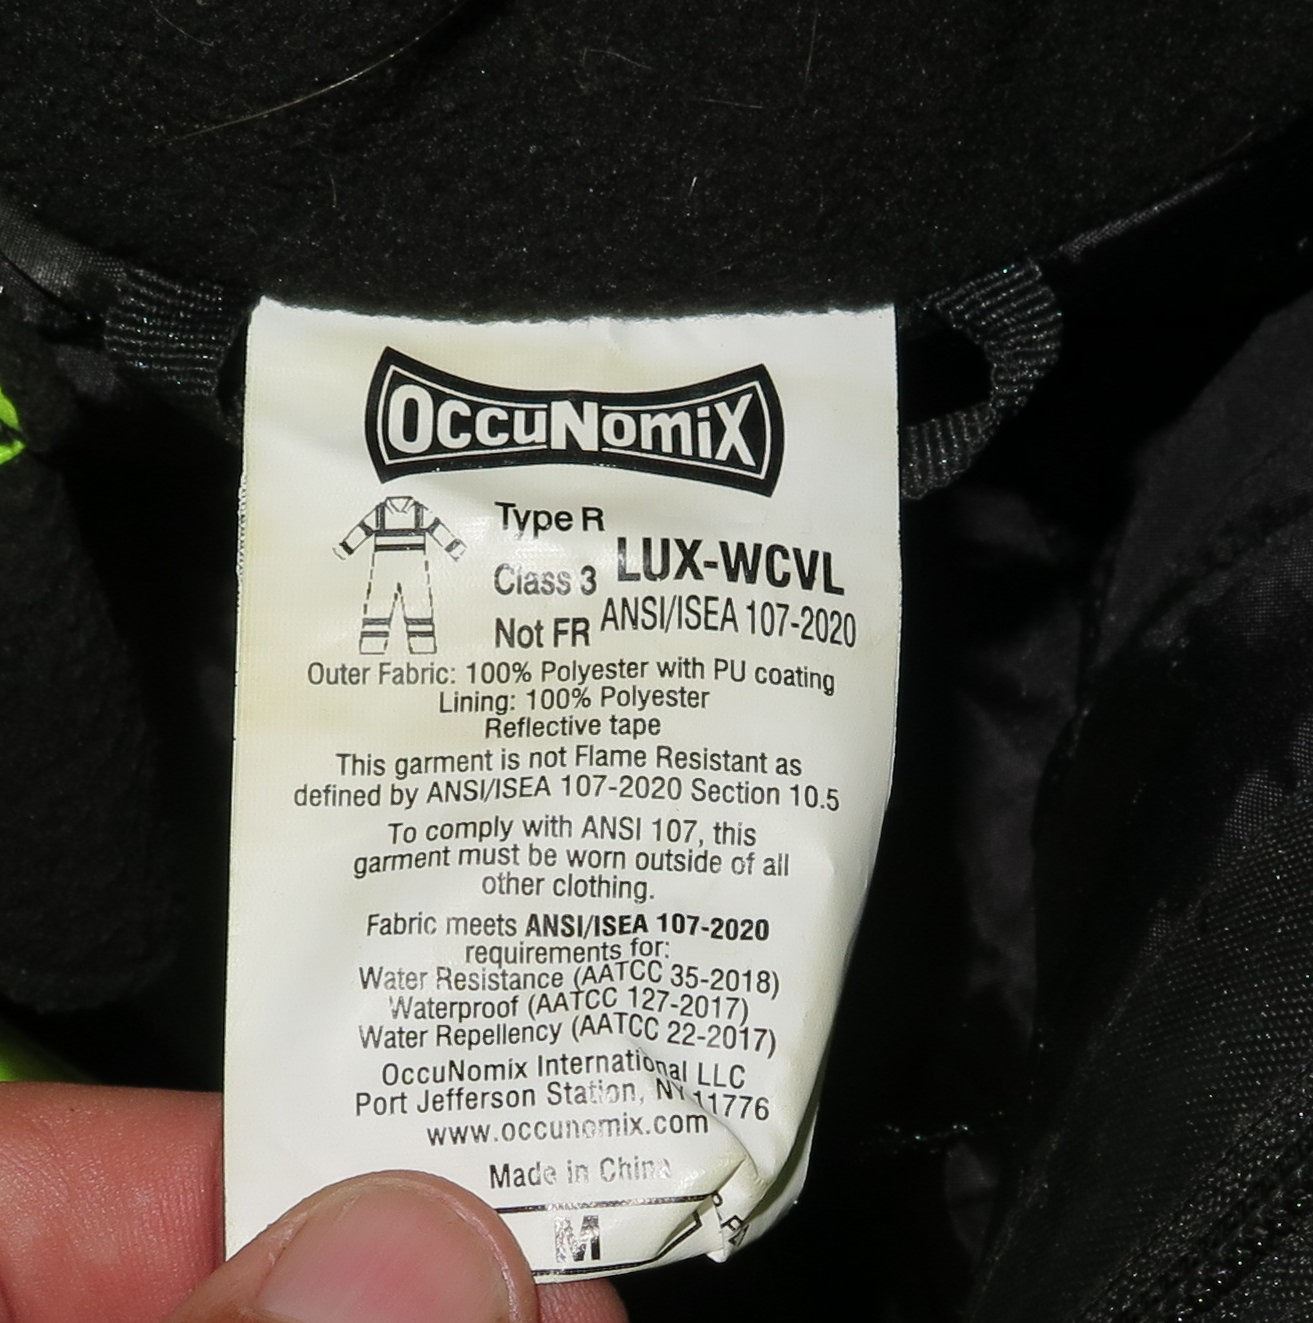 OccuNomiX
Type R
Class 3 LUX-WCVL
Not FR ANSI/ISEA 107-2020
Outer Fabric: 100% Polyester with PU coating
Lining: 100% Polyester
Reflective tape
This garment is not Flame Resistant as
defined by ANSI/ISEA 107-2020 Section 10.5
To comply with ANSI 107, this
garment must be worn outside of all
other clothing.
Fabric meets ANSI/ISEA 107-2020
requirements for:
Water Resistance (AATCC 35-2018)
Waterproof (AATCC 127-2017)
Water Repellency (AATCC 22-2017)
OccuNomix International LLC
Port Jefferson Station, NY 11776
www.occunomix.com
Made in China
M